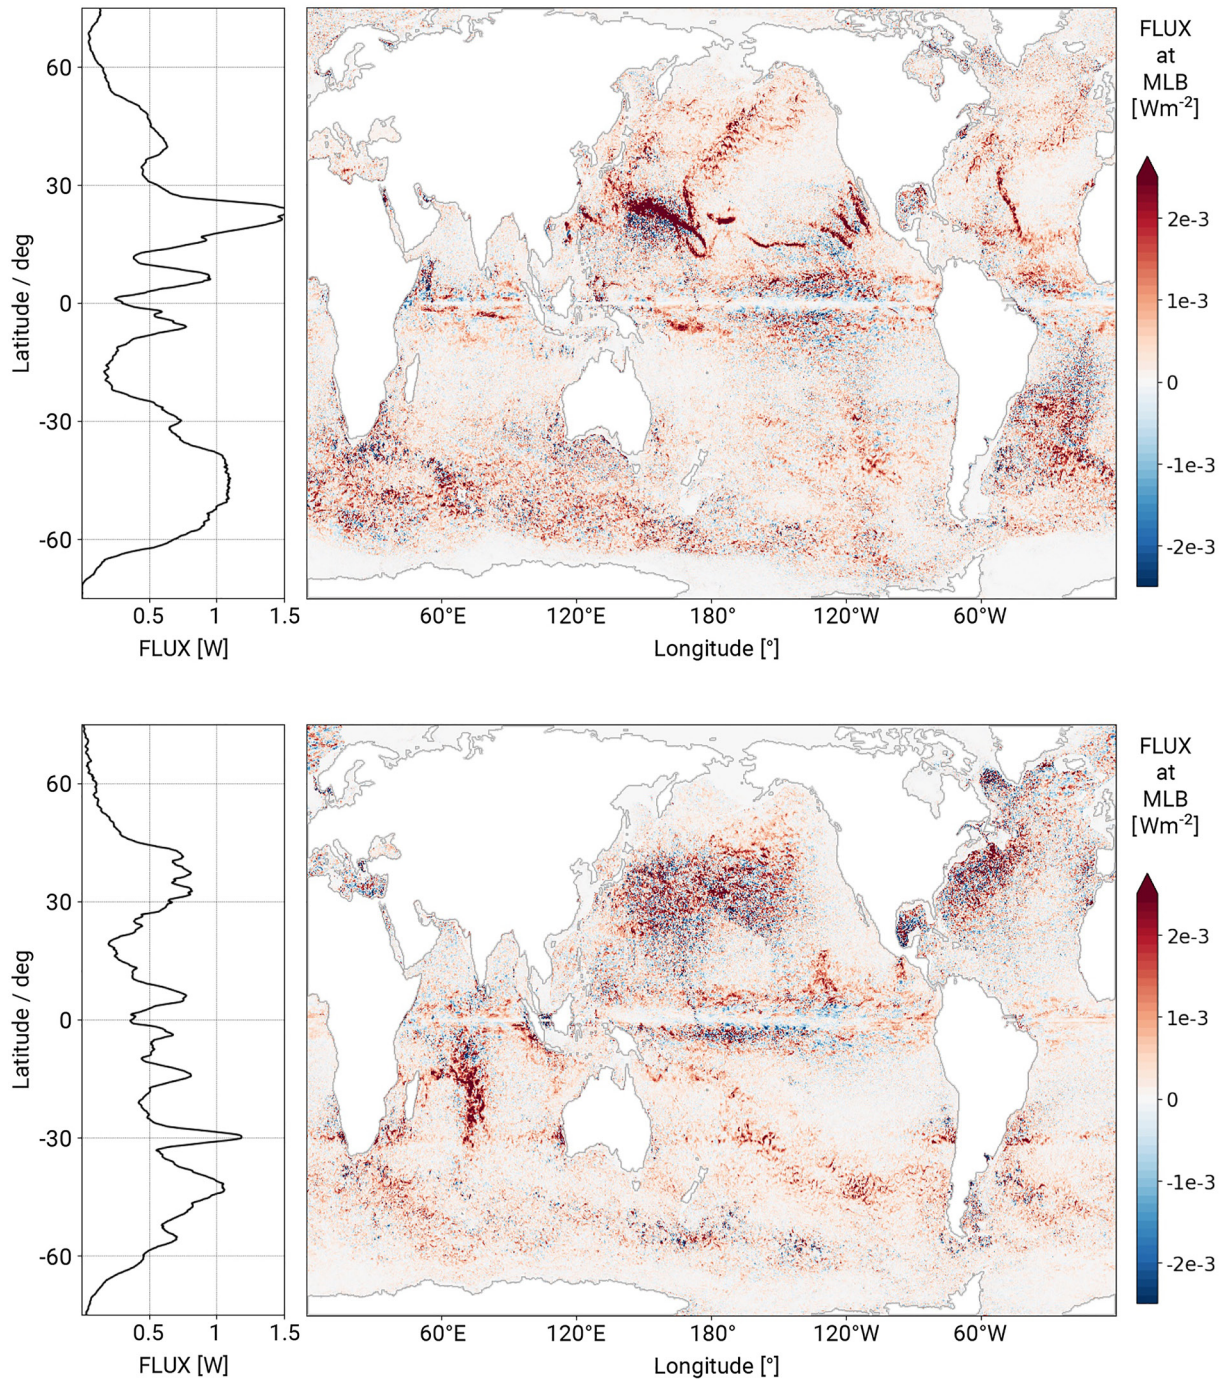 FLUX
at
MLB
[Wm-2]
60
30
0
-30
-60
Latitude / deg
0.5 1 1.5
FLUX [W]
60°E 120°E 180° 120°W 60°W
Longitude [°]
2e-3
1e-3
0
-1e-3
-2e-3
FLUX
at
MLB
[Wm-2]
60
30
0
-30
-60
Latitude / deg
0.5 1 1.5
FLUX [W]
60°E 120°E 180° 120°W 60°W
Longitude [°]
2e-3
1e-3
0
-1e-3
-2e-3